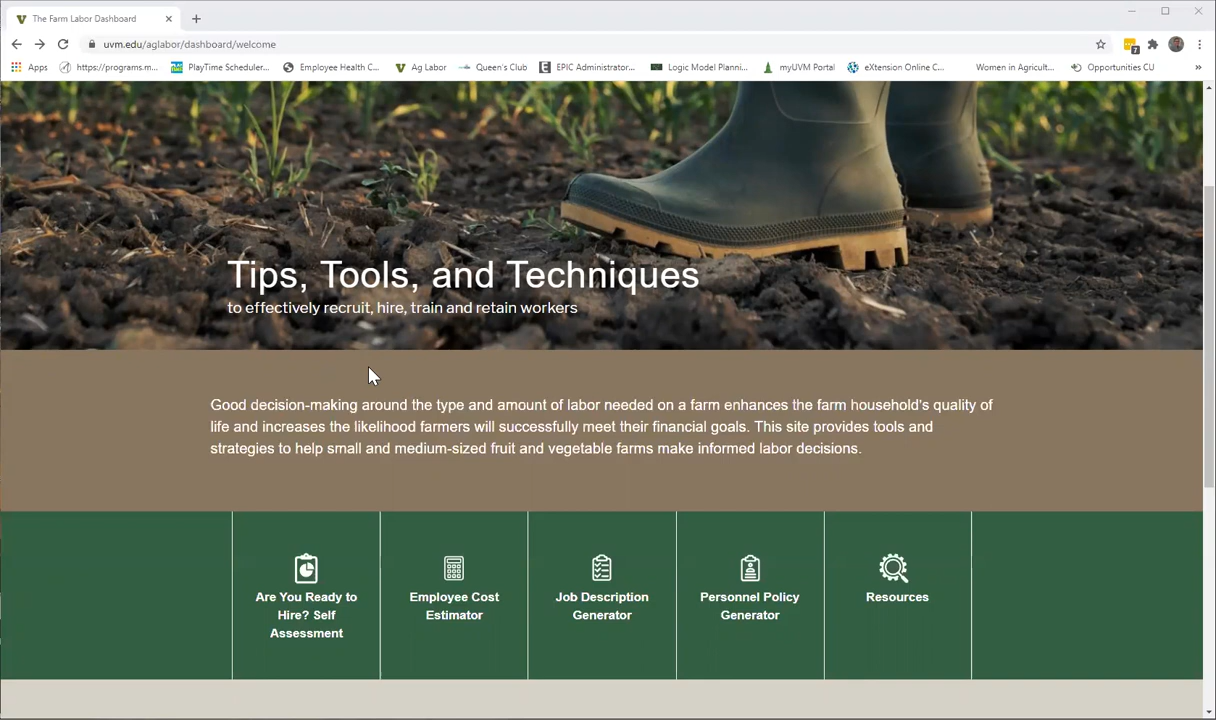 The Farm Labor Dashboard
uvm.edu/aglabor/dashboard/welcome
7
Apps https://programs.m... PlayTime Scheduler... Employee Health C... Ag Labor Queen's Club EPIC Administrator... Logic Model Planni... myUVM Portal eXtension Online C... Women in Agricult... Opportunities CU »
Tips, Tools, and Techniques
to effectively recruit, hire, train and retain workers
Good decision-making around the type and amount of labor needed on a farm enhances the farm household's quality of
life and increases the likelihood farmers will successfully meet their financial goals. This site provides tools and
strategies to help small and medium-sized fruit and vegetable farms make informed labor decisions.
Are You Ready to
Hire? Self
Assessment
Employee Cost
Estimator
Job Description
Generator
Personnel Policy
Generator
Resources